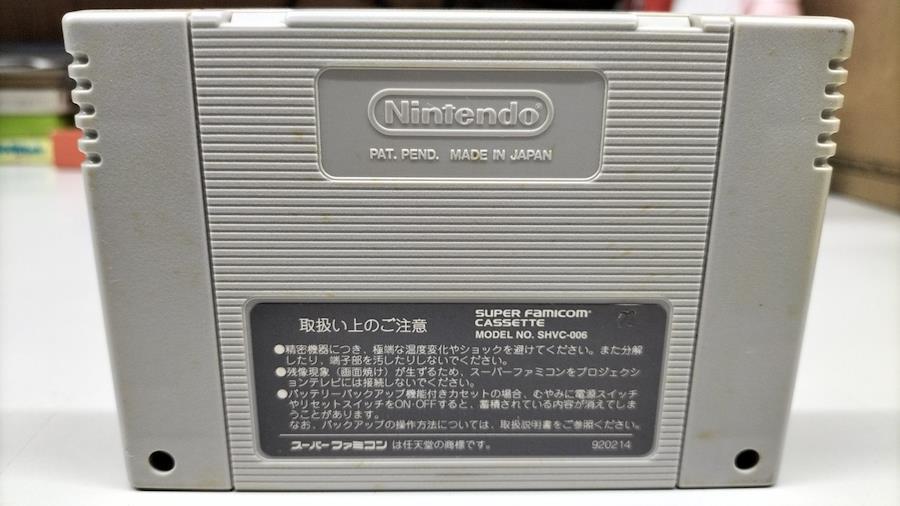 Nintendo®
PAT. PEND. MADE IN JAPAN
取扱い上のご注意
SUPER FAMICOM
CASSETTE
MODEL NO. SHVC-006
●精密機器につき、極端な温度変化やショックを避けてください。また分解
したり、端子部を汚したりしないでください。
●残像現象(画面焼け)が生ずるため、スーパーファミコンをプロジェクシ
ョンテレビには接続しないでください。
●バッテリーバックアップ機能付きカセットの場合、むやみに電源スイッチ
やリセットスイッチをON·OFFすると、蓄積されている内容が消えてしま
うことがあります。
なお、バックアップの操作方法については、取扱説明書をご参照ください。
スーパーファミコンは任天堂の商標です。 920214